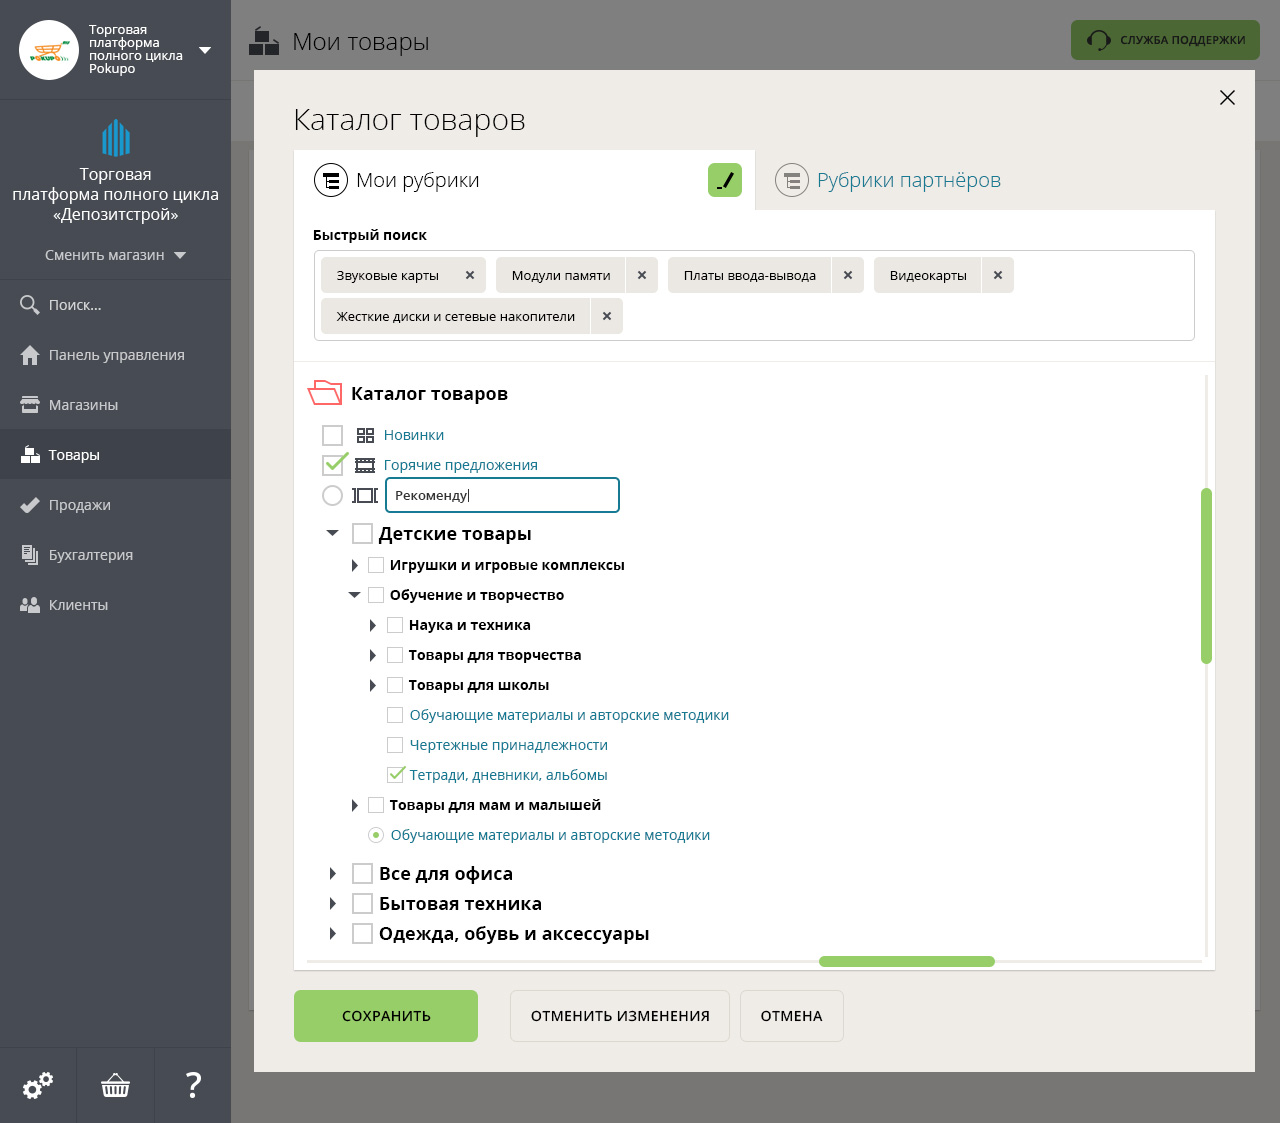 Торговая
платформа
полного цикла
Pokupo
POKUPO
Торговая
платформа полного цикла
«Депозитстрой»
Сменить магазин
Поиск...
Панель управления
Магазины
Товары
Продажи
Бухгалтерия
Клиенты
?
Мои товары
СЛУЖБА ПОДДЕРЖКИ
Каталог товаров
Мои рубрики
Рубрики партнёров
Быстрый поиск
Звуковые карты
Модули памяти
Платы ввода-вывода
Видеокарты
Жесткие диски и сетевые накопители
Каталог товаров
Новинки
Горячие предложения
Рекоменду
Детские товары
Игрушки и игровые комплексы
Обучение и творчество
Наука и техника
Товары для творчества
Товары для школы
Обучающие материалы и авторские методики
Чертежные принадлежности
Тетради, дневники, альбомы
Товары для мам и малышей
Обучающие материалы и авторские методики
Все для офиса
Бытовая техника
Одежда, обувь и аксессуары
СОХРАНИТЬ
ОТМЕНИТЬ ИЗМЕНЕНИЯ
ОТМЕНА